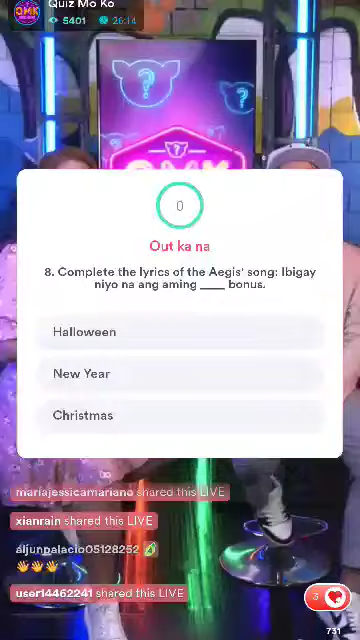 Quiz Mo Ko
QMK
5401 26:14
?
?
?
QMK
0
Out ka na
8. Complete the lyrics of the Aegis' song: Ibigay
niyo na ang aming ____ bonus.
Halloween
New Year
Christmas
mariajessicamariano shared this LIVE
xianrain shared this LIVE
aljunpalacio05128252
user14462241 shared this LIVE
3
731